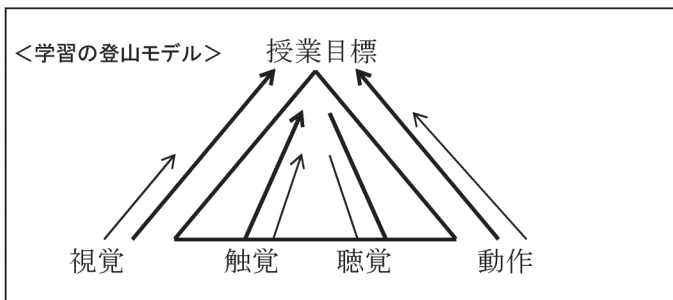 ＜学習の登山モデル＞
授業目標
視覚
触覚
聴覚
動作